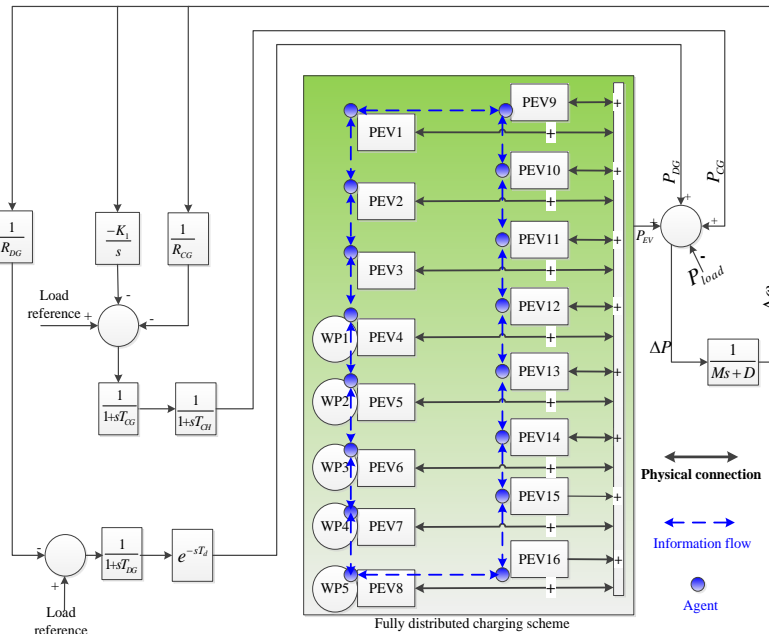 PEV9
PEV1
PEV10
PEV2
PEV11
PEV3
PEV12
WP1 PEV4
PEV13
WP2 PEV5
PEV14
WP3 PEV6
PEV15
WP4 PEV7
PEV16
WP5 PEV8
Fully distributed charging scheme
1
R_DG
-K_1
s
1
R_CG
Load
reference
+
-
-
1
1+sT_CG
1
1+sT_CH
-
+
1
1+sT_DG
e^{-sT_d}
Load
reference
+ + + + + + + +
+ + + + + + + +
P_DG
P_CG
P_EV
+
+
+
-
P_load
ΔP
1
Ms+D
Physical connection
Information flow
Agent